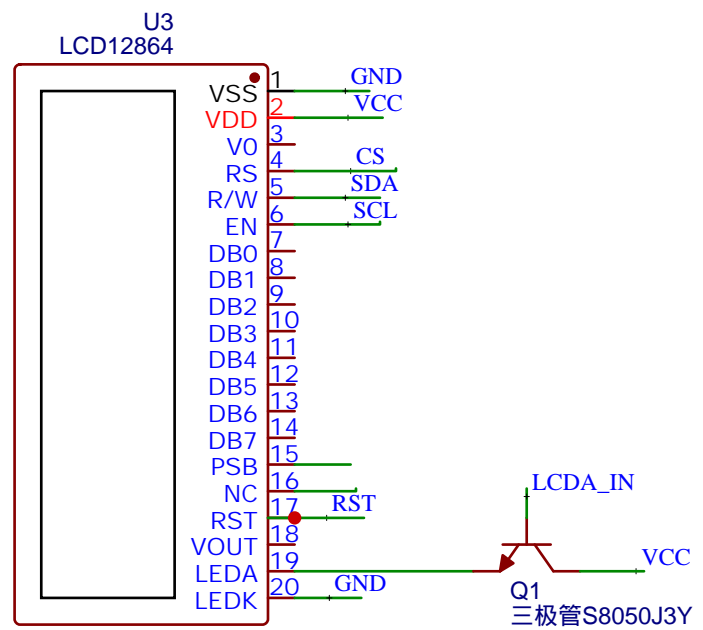 U3
LCD12864
VSS 1 GND
VDD 2 VCC
V0 3
RS 4 CS
R/W 5 SDA
EN 6 SCL
DB0 7
DB1 8
DB2 9
DB3 10
DB4 11
DB5 12
DB6 13
DB7 14
PSB 15
NC 16
RST 17 RST
VOUT 18
LEDA 19
LEDK 20 GND
LCDA_IN
VCC
Q1
三极管S8050J3Y